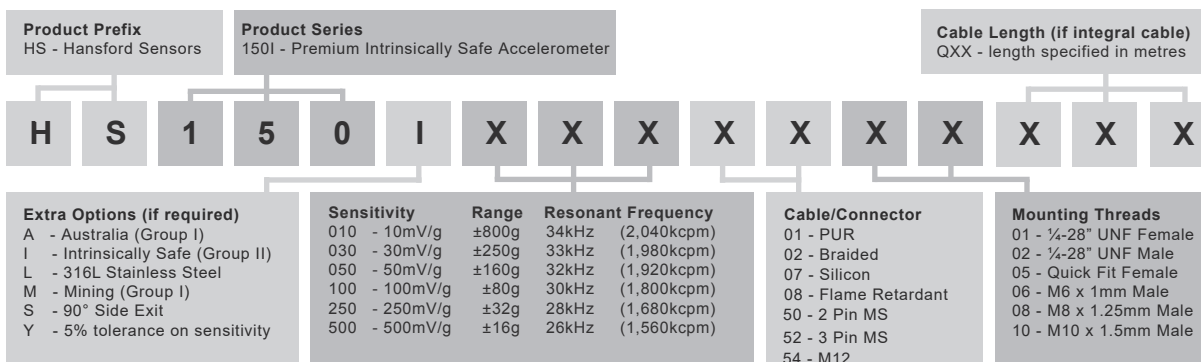 Product Prefix
HS - Hansford Sensors
Product Series
150I - Premium Intrinsically Safe Accelerometer
Cable Length (if integral cable)
QXX - length specified in metres
H S 1 5 0 I X X X X X X X X X X
Extra Options (if required)
A - Australia (Group I)
I - Intrinsically Safe (Group II)
L - 316L Stainless Steel
M - Mining (Group I)
S - 90° Side Exit
Y - 5% tolerance on sensitivity
Sensitivity Range Resonant Frequency
010 - 10mV/g ±800g 34kHz (2,040kcpm)
030 - 30mV/g ±250g 33kHz (1,980kcpm)
050 - 50mV/g ±160g 32kHz (1,920kcpm)
100 - 100mV/g ±80g 30kHz (1,800kcpm)
250 - 250mV/g ±32g 28kHz (1,680kcpm)
500 - 500mV/g ±16g 26kHz (1,560kcpm)
Cable/Connector
01 - PUR
02 - Braided
07 - Silicon
08 - Flame Retardant
50 - 2 Pin MS
52 - 3 Pin MS
54 - M12
Mounting Threads
01 - ¼-28” UNF Female
02 - ¼-28” UNF Male
05 - Quick Fit Female
06 - M6 x 1mm Male
08 - M8 x 1.25mm Male
10 - M10 x 1.5mm Male